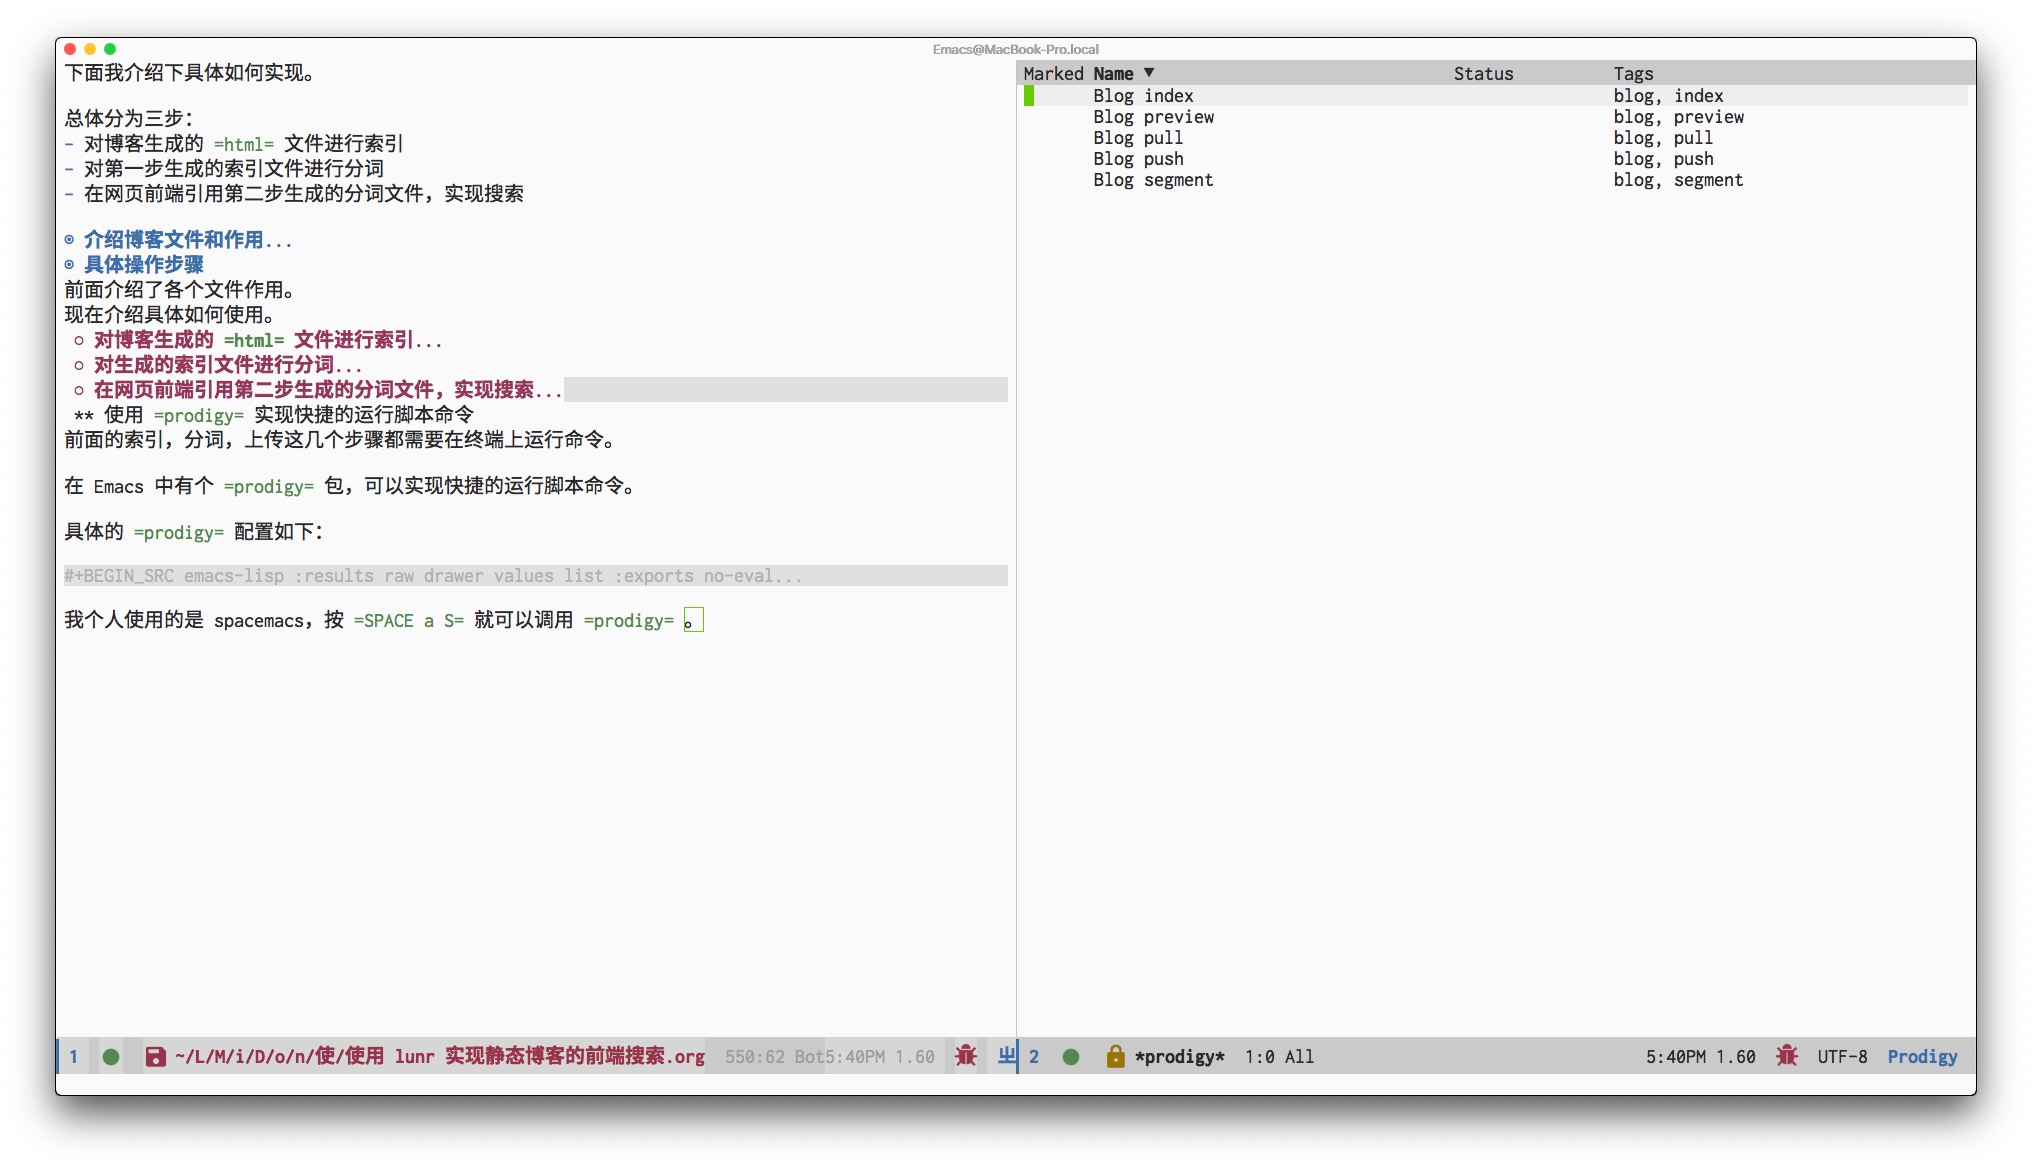 Emacs@MacBook-Pro.local
下面我介绍下具体如何实现。
总体分为三步：
- 对博客生成的 =html= 文件进行索引
- 对第一步生成的索引文件进行分词
- 在网页前端引用第二步生成的分词文件，实现搜索
介绍博客文件和作用...
具体操作步骤
前面介绍了各个文件作用。
现在介绍具体如何使用。
对博客生成的 =html= 文件进行索引...
对生成的索引文件进行分词...
在网页前端引用第二步生成的分词文件，实现搜索...
** 使用 =prodigy= 实现快捷的运行脚本命令
前面的索引，分词，上传这几个步骤都需要在终端上运行命令。
在 Emacs 中有个 =prodigy= 包，可以实现快捷的运行脚本命令。
具体的 =prodigy= 配置如下：
#+BEGIN_SRC emacs-lisp :results raw drawer values list :exports no-eval...
我个人使用的是 spacemacs，按 =SPACE a S= 就可以调用 =prodigy= 。
1 ~/L/M/i/D/o/n/使/使用 lunr 实现静态博客的前端搜索.org 550:62 Bot5:40PM 1.60
Marked Name ▼ Status Tags
Blog index blog, index
Blog preview blog, preview
Blog pull blog, pull
Blog push blog, push
Blog segment blog, segment
2 *prodigy* 1:0 All 5:40PM 1.60 UTF-8 Prodigy